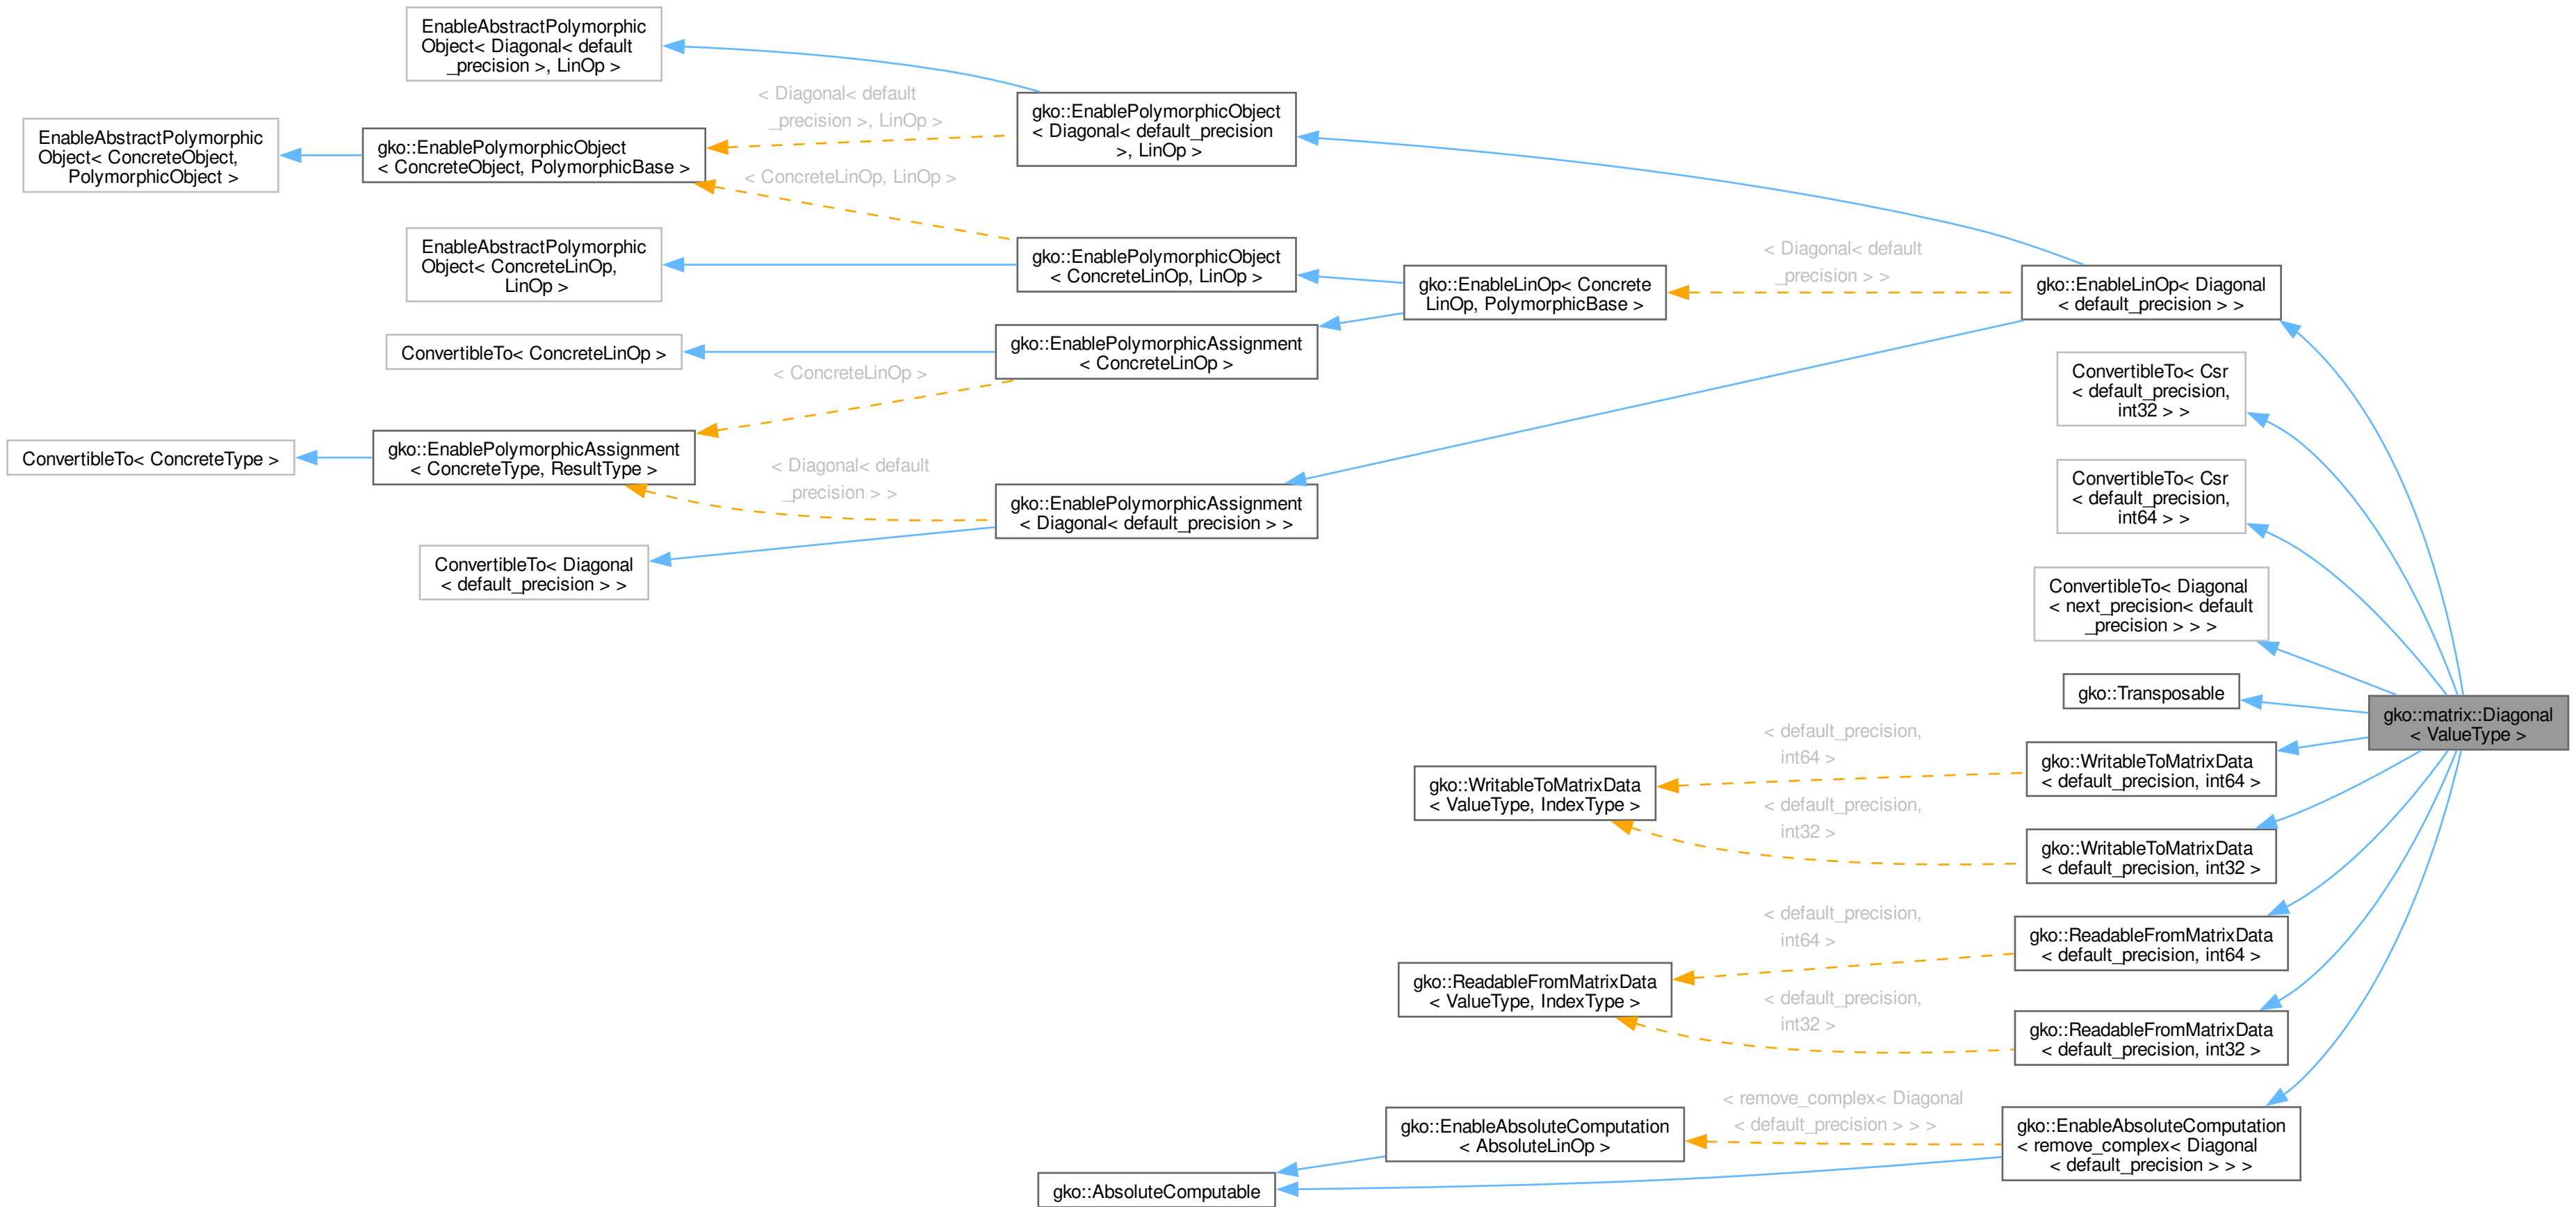 EnableAbstractPolymorphic
Object< Diagonal< default
_precision >, LinOp >
< Diagonal< default
_precision >, LinOp >
gko::EnablePolymorphicObject
< Diagonal< default_precision
>, LinOp >
EnableAbstractPolymorphic
Object< ConcreteObject,
PolymorphicObject >
gko::EnablePolymorphicObject
< ConcreteObject, PolymorphicBase >
< ConcreteLinOp, LinOp >
EnableAbstractPolymorphic
Object< ConcreteLinOp,
LinOp >
gko::EnablePolymorphicObject
< ConcreteLinOp, LinOp >
gko::EnableLinOp< Concrete
LinOp, PolymorphicBase >
< Diagonal< default
_precision > >
gko::EnableLinOp< Diagonal
< default_precision > >
ConvertibleTo< ConcreteLinOp >
gko::EnablePolymorphicAssignment
< ConcreteLinOp >
< ConcreteLinOp >
ConvertibleTo< Csr
< default_precision,
int32 > >
ConvertibleTo< ConcreteType >
gko::EnablePolymorphicAssignment
< ConcreteType, ResultType >
< Diagonal< default
_precision > >
gko::EnablePolymorphicAssignment
< Diagonal< default_precision > >
ConvertibleTo< Csr
< default_precision,
int64 > >
ConvertibleTo< Diagonal
< default_precision > >
ConvertibleTo< Diagonal
< next_precision< default
_precision > > >
gko::Transposable
gko::matrix::Diagonal
< ValueType >
gko::WritableToMatrixData
< ValueType, IndexType >
< default_precision,
int64 >
gko::WritableToMatrixData
< default_precision, int64 >
< default_precision,
int32 >
gko::WritableToMatrixData
< default_precision, int32 >
gko::ReadableFromMatrixData
< ValueType, IndexType >
< default_precision,
int64 >
gko::ReadableFromMatrixData
< default_precision, int64 >
< default_precision,
int32 >
gko::ReadableFromMatrixData
< default_precision, int32 >
gko::EnableAbsoluteComputation
< AbsoluteLinOp >
< remove_complex< Diagonal
< default_precision > > >
gko::EnableAbsoluteComputation
< remove_complex< Diagonal
< default_precision > > >
gko::AbsoluteComputable